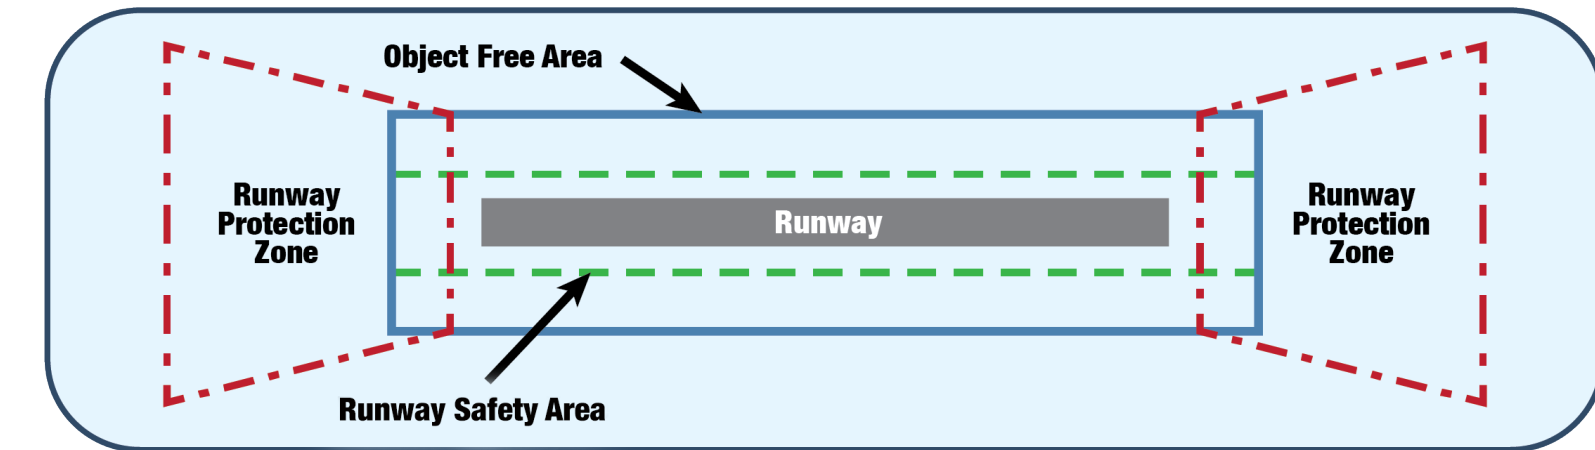 Object Free Area
Runway
Protection
Zone
Runway
Runway
Protection
Zone
Runway Safety Area